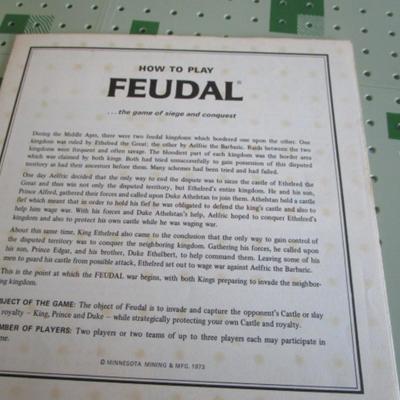 HOW TO PLAY
FEUDAL®
...the game of siege and conquest
During the Middle Ages, there were two feudal kingdoms which bordered one upon the other. One
kingdom was ruled by Ethelred the Great; the other by Aelfric the Barbaric. Raids between the two
kingdoms were frequent and often savage. The bloodiest part of each kingdom was the border area
which was claimed by both kings. Both had tried unsuccessfully to gain possession of this disputed
territory as had their ancestors before them. Many schemes had been tried and had failed.
One day Aelfric decided that the only way to end the dispute was to seize the castle of Ethelred the
Great and thus win not only the disputed territory, but Ethelred's entire kingdom. He and his son,
Prince Alfred, gathered their forces and called upon Duke Athelstan to join them. Athelstan held a castle
fief which meant that in order to hold this fief he was obligated to defend the king's castle and also to
help him wage war. With his forces and Duke Athelstan's help, Aelfric hoped to conquer Ethelred's
kingdom and also to protect his own castle while he was waging war.
About this same time, King Ethelred also came to the conclusion that the only way to gain control of
the disputed territory was to conquer the neighboring kingdom. Gathering his forces, he called upon
his son, Prince Edgar, and his brother, Duke Ethelbert, to help command them. Leaving some of his
men to guard his castle from possible attack, Ethelred set out to wage war against Aelfric the Barbaric.
This is the point at which the FEUDAL war begins, with both Kings preparing to invade the neighbor-
ing kingdom.
BJECT OF THE GAME: The object of Feudal is to invade and capture the opponent's Castle or slay
royalty – King, Prince and Duke – while strategically protecting your own Castle and royalty.
MBER OF PLAYERS: Two players or two teams of up to three players each may participate in
me.
© MINNESOTA MINING & MFG. 1973